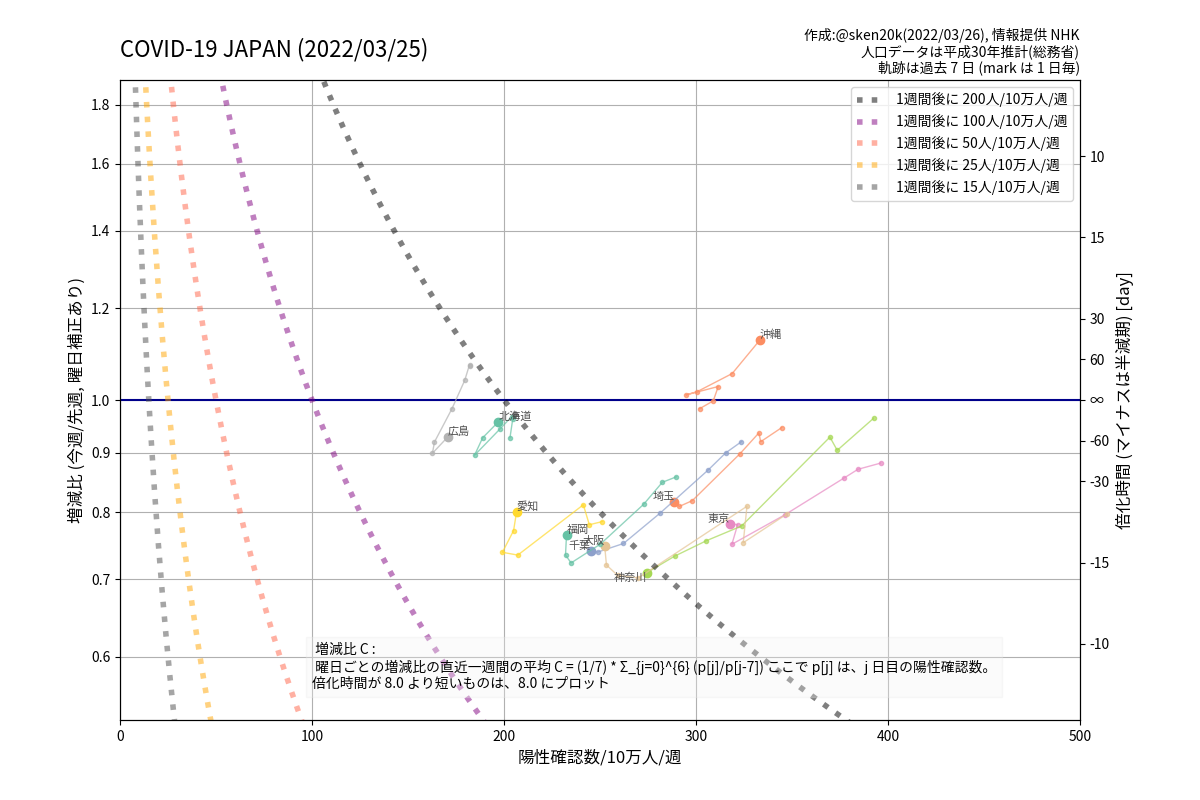 COVID-19 JAPAN (2022/03/25)
作成:@sken20k(2022/03/26), 情報提供 NHK
人口データは平成30年推計(総務省)
軌跡は過去 7 日 (mark は 1 日毎)
1週間後に 200人/10万人/週
1週間後に 100人/10万人/週
1週間後に 50人/10万人/週
1週間後に 25人/10万人/週
1週間後に 15人/10万人/週
増減比 (今週/先週, 曜日補正あり)
1.8
1.6
1.4
1.2
1.0
0.9
0.8
0.7
0.6
10
15
30
60
∞
-60
-30
-15
-10
倍化時間 (マイナスは半減期) [day]
沖縄
北海道
広島
埼玉
愛知
東京
福岡
大阪
千葉
神奈川
増減比 C :
曜日ごとの増減比の直近一週間の平均 C = (1/7) * Σ_{j=0}^{6} (p[j]/p[j-7]) ここで p[j] は、j 日目の陽性確認数。
倍化時間が 8.0 より短いものは、8.0 にプロット
0
100
200
300
400
500
陽性確認数/10万人/週